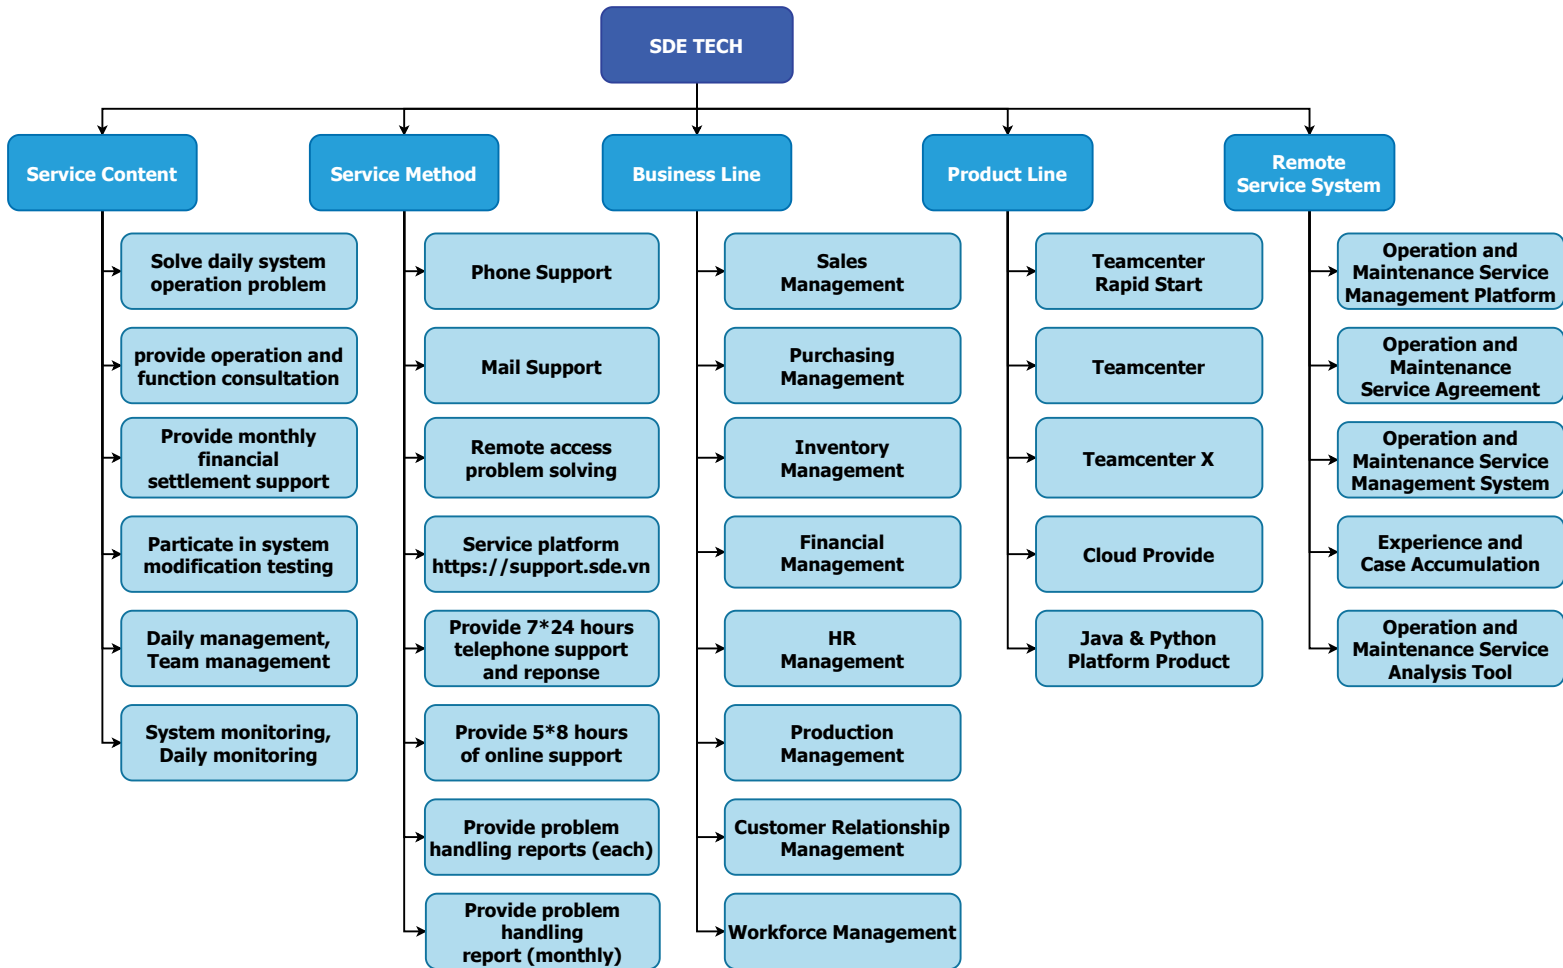 SDE TECH
Service Content
Service Method
Business Line
Product Line
Remote
Service System
Solve daily system
operation problem
provide operation and
function consultation
Provide monthly
financial
settlement support
Particate in system
modification testing
Daily management,
Team management
System monitoring,
Daily monitoring
Phone Support
Mail Support
Remote access
problem solving
Service platform
https://support.sde.vn
Provide 7*24 hours
telephone support
and reponse
Provide 5*8 hours
of online support
Provide problem
handling reports (each)
Provide problem
handling
report (monthly)
Sales
Management
Purchasing
Management
Inventory
Management
Financial
Management
HR
Management
Production
Management
Customer Relationship
Management
Workforce Management
Teamcenter
Rapid Start
Teamcenter
Teamcenter X
Cloud Provide
Java & Python
Platform Product
Operation and
Maintenance Service
Management Platform
Operation and
Maintenance
Service Agreement
Operation and
Maintenance Service
Management System
Experience and
Case Accumulation
Operation and
Maintenance Service
Analysis Tool